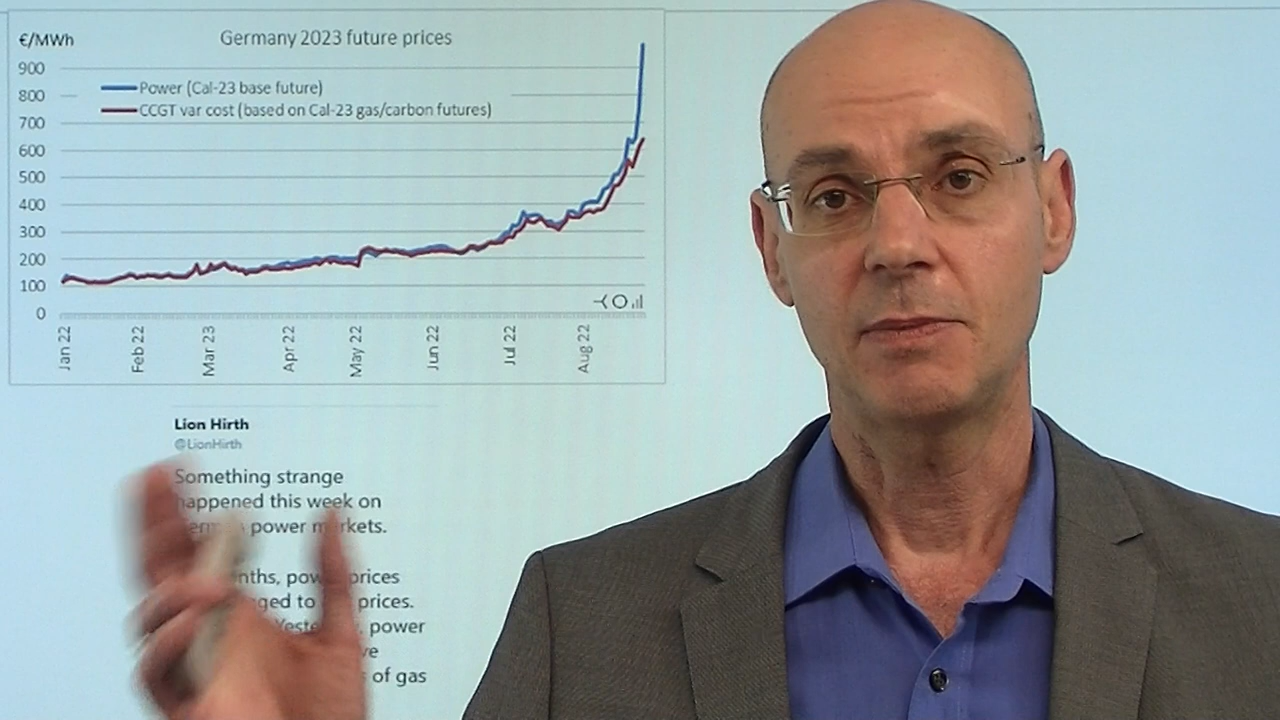 €/MWh
Germany 2023 future prices
900
Power (Cal-23 base future)
800
CCGT var cost (based on Cal-23 gas/carbon futures)
700
600
500
400
300
200
100
0
Jan 22
Feb 22
Mar 23
Apr 22
May 22
Jun 22
Jul 22
Aug 22
Lion Hirth
@LionHirth
Something strange
happened this week on
power markets.
prices
to prices.
power
of gas